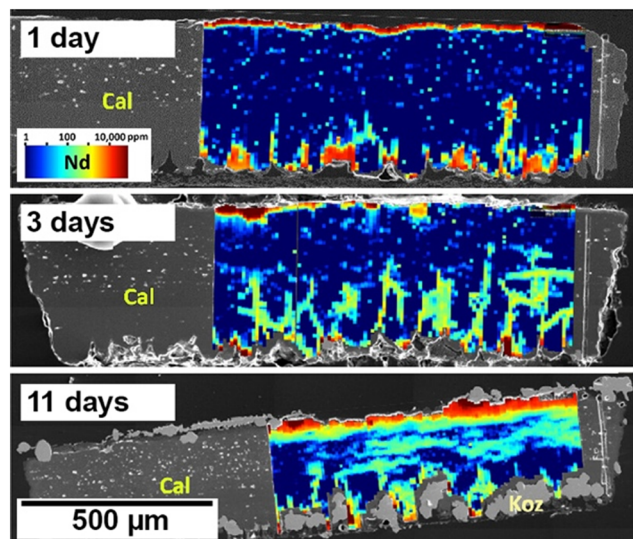 1 day
Cal
1 100 10,000 ppm
Nd
3 days
Cal
11 days
Cal
Koz
500 µm